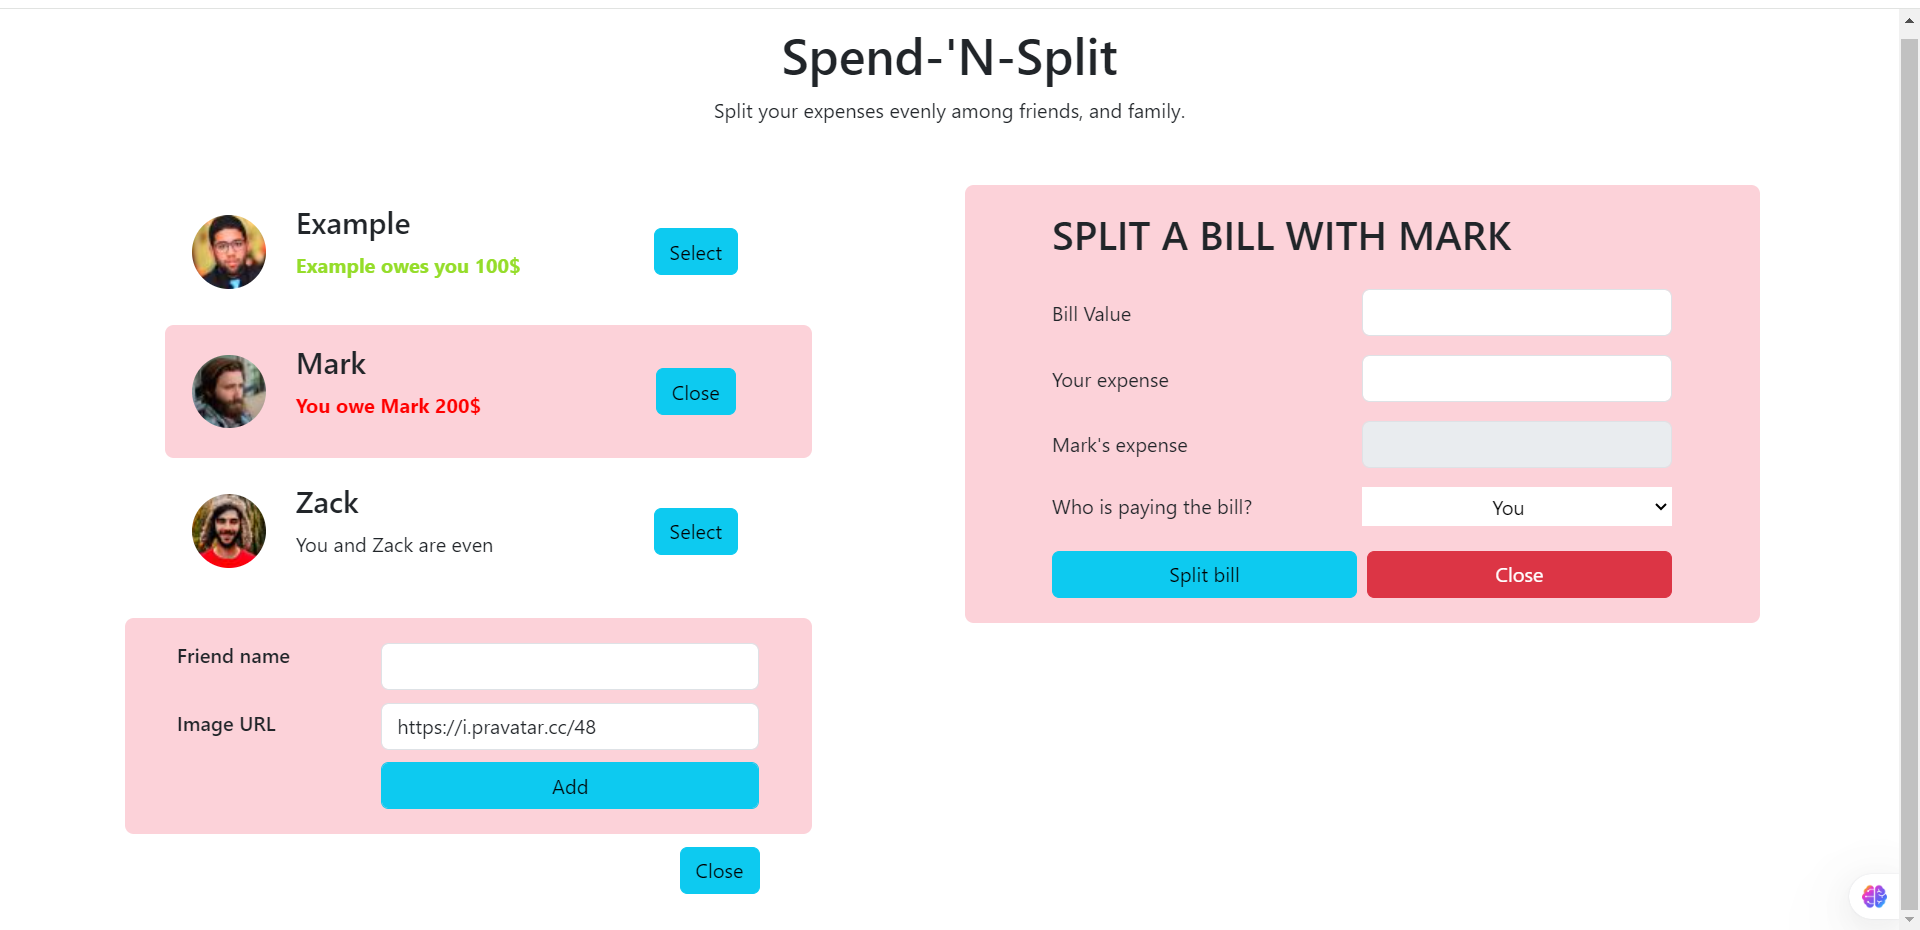 Spend-'N-Split
Split your expenses evenly among friends, and family.
Example
Example owes you 100$
Select
Mark
You owe Mark 200$
Close
Zack
You and Zack are even
Select
Friend name
Image URL
https://i.pravatar.cc/48
Add
Close
SPLIT A BILL WITH MARK
Bill Value
Your expense
Mark's expense
Who is paying the bill?
You
Split bill
Close